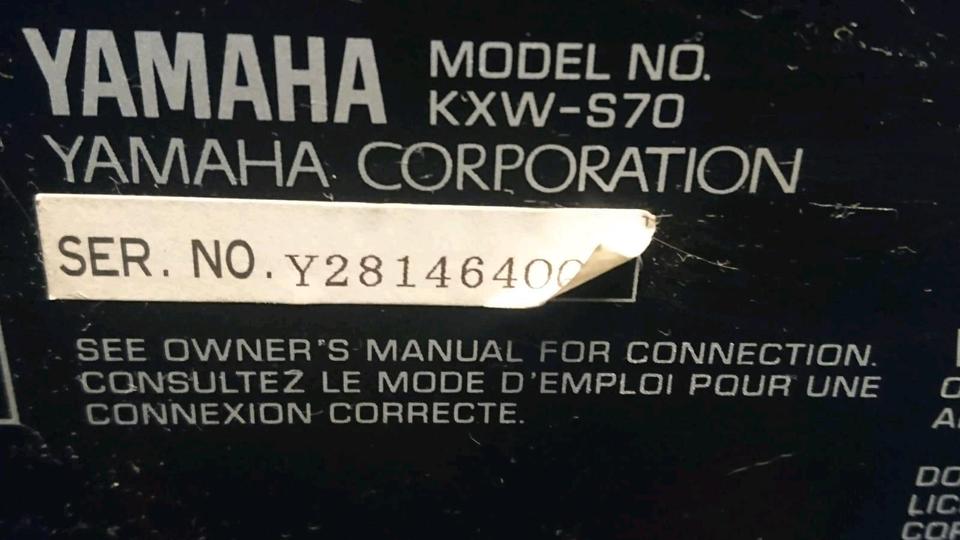 YAMAHA
MODEL NO.
KXW-S70
YAMAHA CORPORATION
SER. NO.
SEE OWNER'S MANUAL FOR CONNECTION.
CONSULTEZ LE MODE D'EMPLOI POUR UNE
CONNEXION CORRECTE.